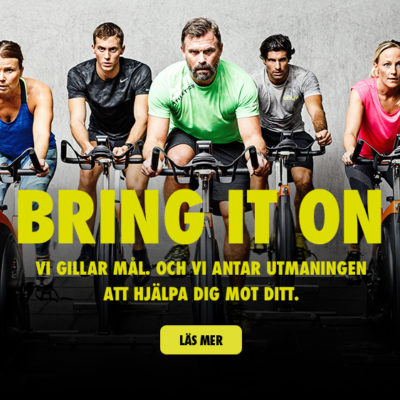 BRING IT ON
VI GILLAR MÅL. OCH VI ANTAR UTMANINGEN
ATT HJÄLPA DIG MOT DITT.
LÄS MER